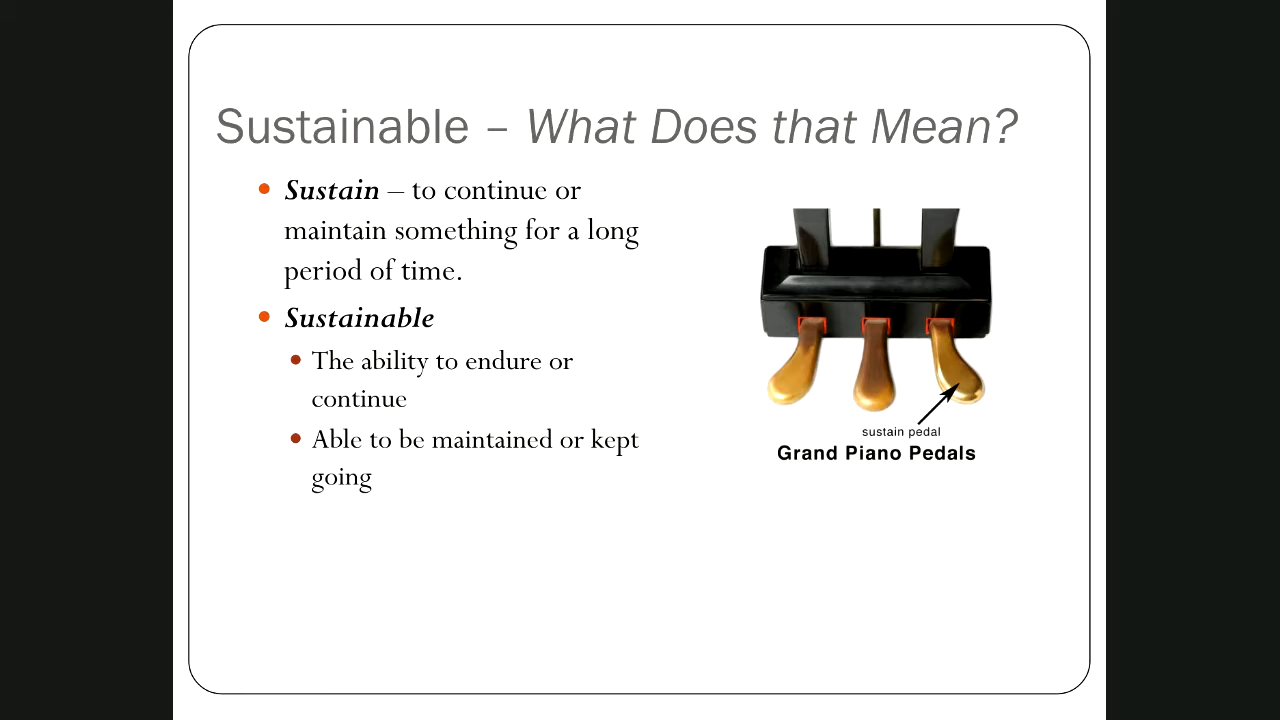 Sustainable – What Does that Mean?
Sustain – to continue or
maintain something for a long
period of time.
Sustainable
The ability to endure or
continue
Able to be maintained or kept
going
sustain pedal
Grand Piano Pedals